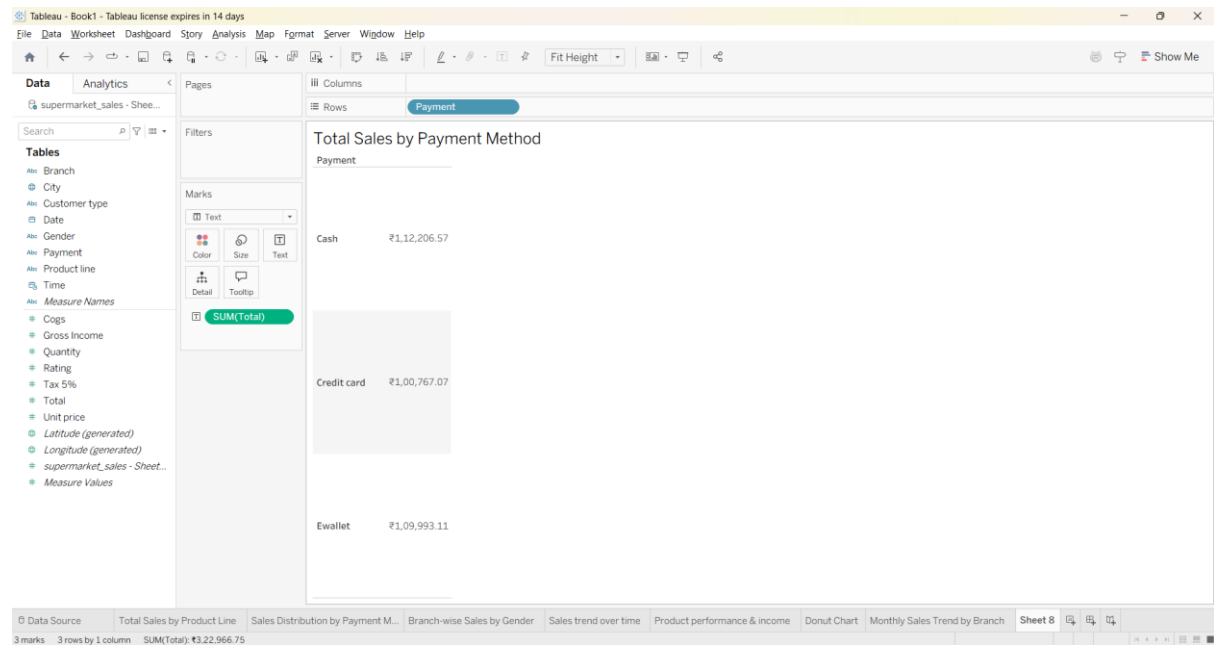 Tableau - Book1 - Tableau license expires in 14 days
File Data Worksheet Dashboard Story Analysis Map Format Server Window Help
Fit Height
Show Me
Data Analytics
supermarket_sales - Shee...
Search
Tables
Abc Branch
City
Abc Customer type
Date
Abc Gender
Abc Payment
Abc Product line
Time
Abc Measure Names
# Cogs
# Gross Income
# Quantity
# Rating
# Tax 5%
# Total
# Unit price
Latitude (generated)
Longitude (generated)
# supermarket_sales - Sheet...
# Measure Values
Pages
Filters
Marks
Text
Color Size Text
Detail Tooltip
SUM(Total)
Columns
Rows Payment
Total Sales by Payment Method
Payment
Cash ₹1,12,206.57
Credit card ₹1,00,767.07
Ewallet ₹1,09,993.11
Data Source Total Sales by Product Line Sales Distribution by Payment M... Branch-wise Sales by Gender Sales trend over time Product performance & income Donut Chart Monthly Sales Trend by Branch Sheet 8
3 marks 3 rows by 1 column SUM(Total): ₹3,22,966.75